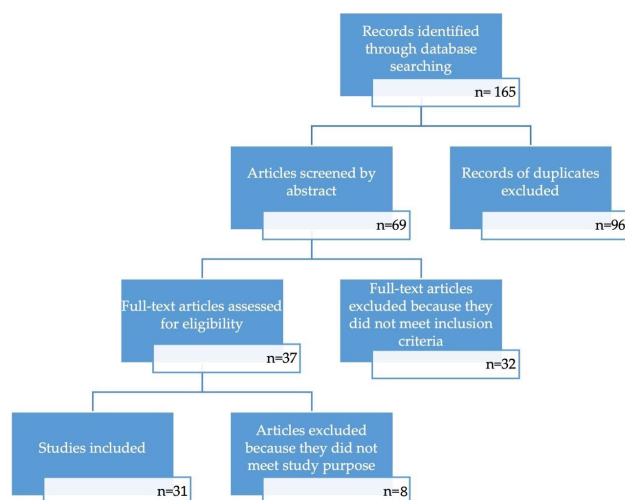 Records identified
through database
searching
n= 165
Articles screened by
abstract
n=69
Records of duplicates
excluded
n=96
Full-text articles assessed
for eligibility
n=37
Full-text articles
excluded because they
did not meet inclusion
criteria
n=32
Studies included
n=31
Articles excluded
because they did not
meet study purpose
n=8